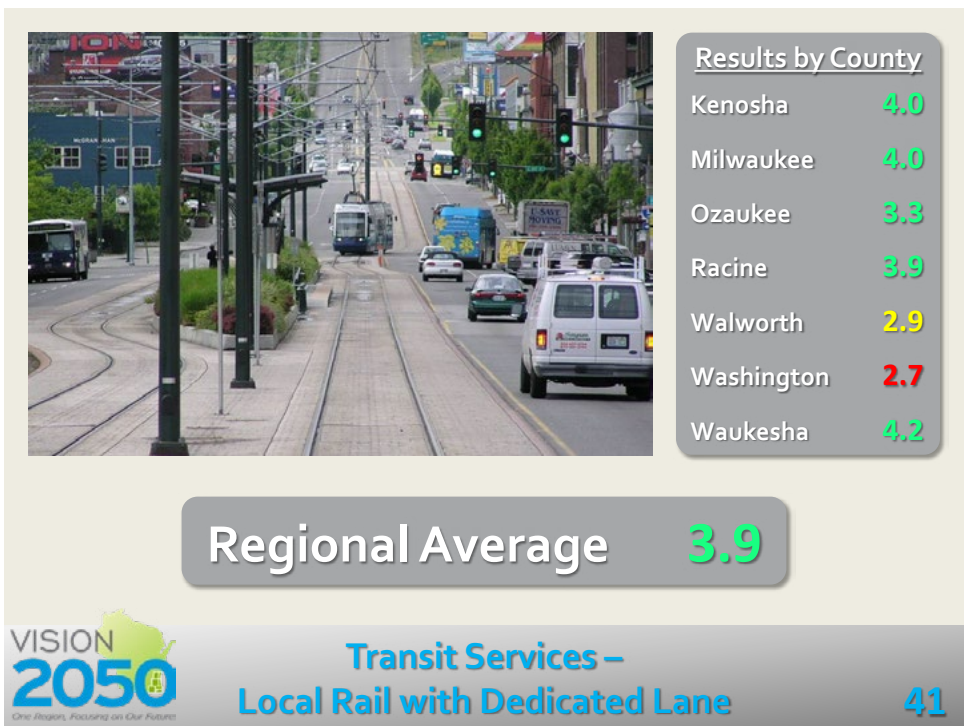 Results by County
Kenosha 4.0
Milwaukee 4.0
Ozaukee 3.3
Racine 3.9
Walworth 2.9
Washington 2.7
Waukesha 4.2
U-SAVE
MOVING
Regional Average 3.9
VISION
2050
One Region, Focusing on Our Future
Transit Services –
Local Rail with Dedicated Lane
41